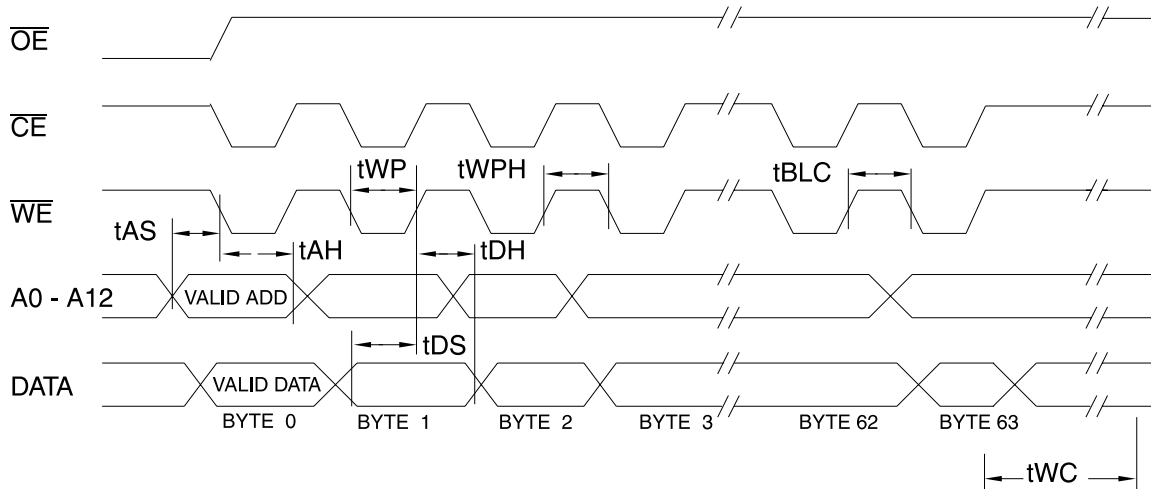 OE
CE
tWP
tWPH
tBLC
WE
tAS
tAH
tDH
A0 - A12
VALID ADD
tDS
DATA
VALID DATA
BYTE 0
BYTE 1
BYTE 2
BYTE 3
BYTE 62
BYTE 63
tWC